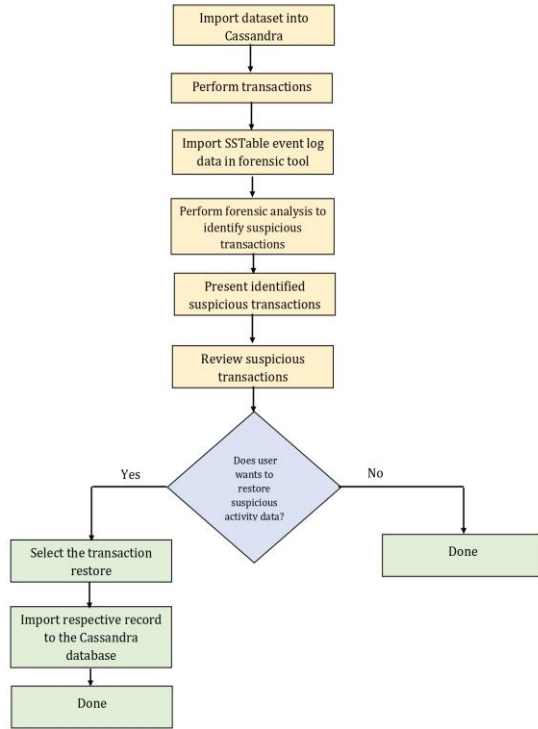 Import dataset into
Cassandra
Perform transactions
Import SSTable event log
data in forensic tool
Perform forensic analysis to
identify suspicious
transactions
Present identified
suspicious transactions
Review suspicious
transactions
Does user
wants to
restore
suspicious
activity data?
Yes
No
Select the transaction
restore
Done
Import respective record
to the Cassandra
database
Done